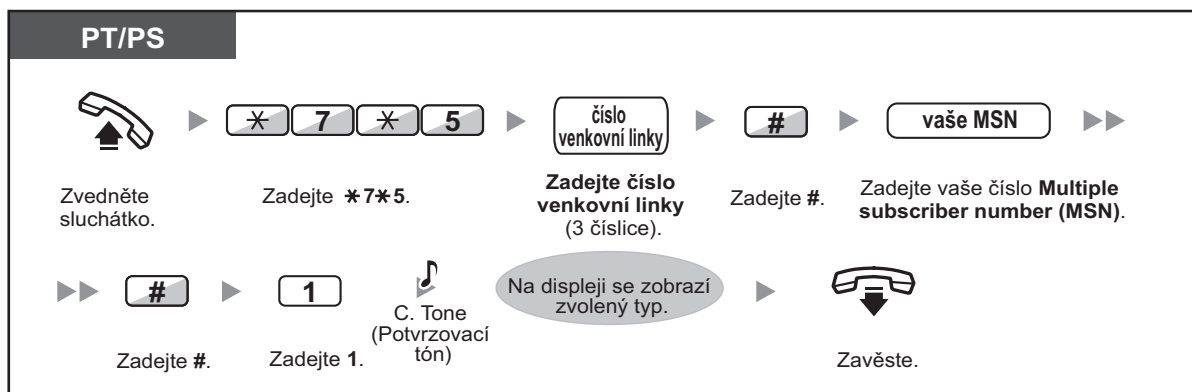 PT/PS
* 7 * 5
číslo
venkovní linky
#
vaše MSN
Zvedněte
sluchátko.
Zadejte *7*5.
Zadejte číslo
venkovní linky
(3 číslice).
Zadejte #.
Zadejte vaše číslo Multiple
subscriber number (MSN).
#
1
C. Tone
(Potvrzovací
tón)
Na displeji se zobrazí
zvolený typ.
Zadejte #.
Zadejte 1.
Zavěste.